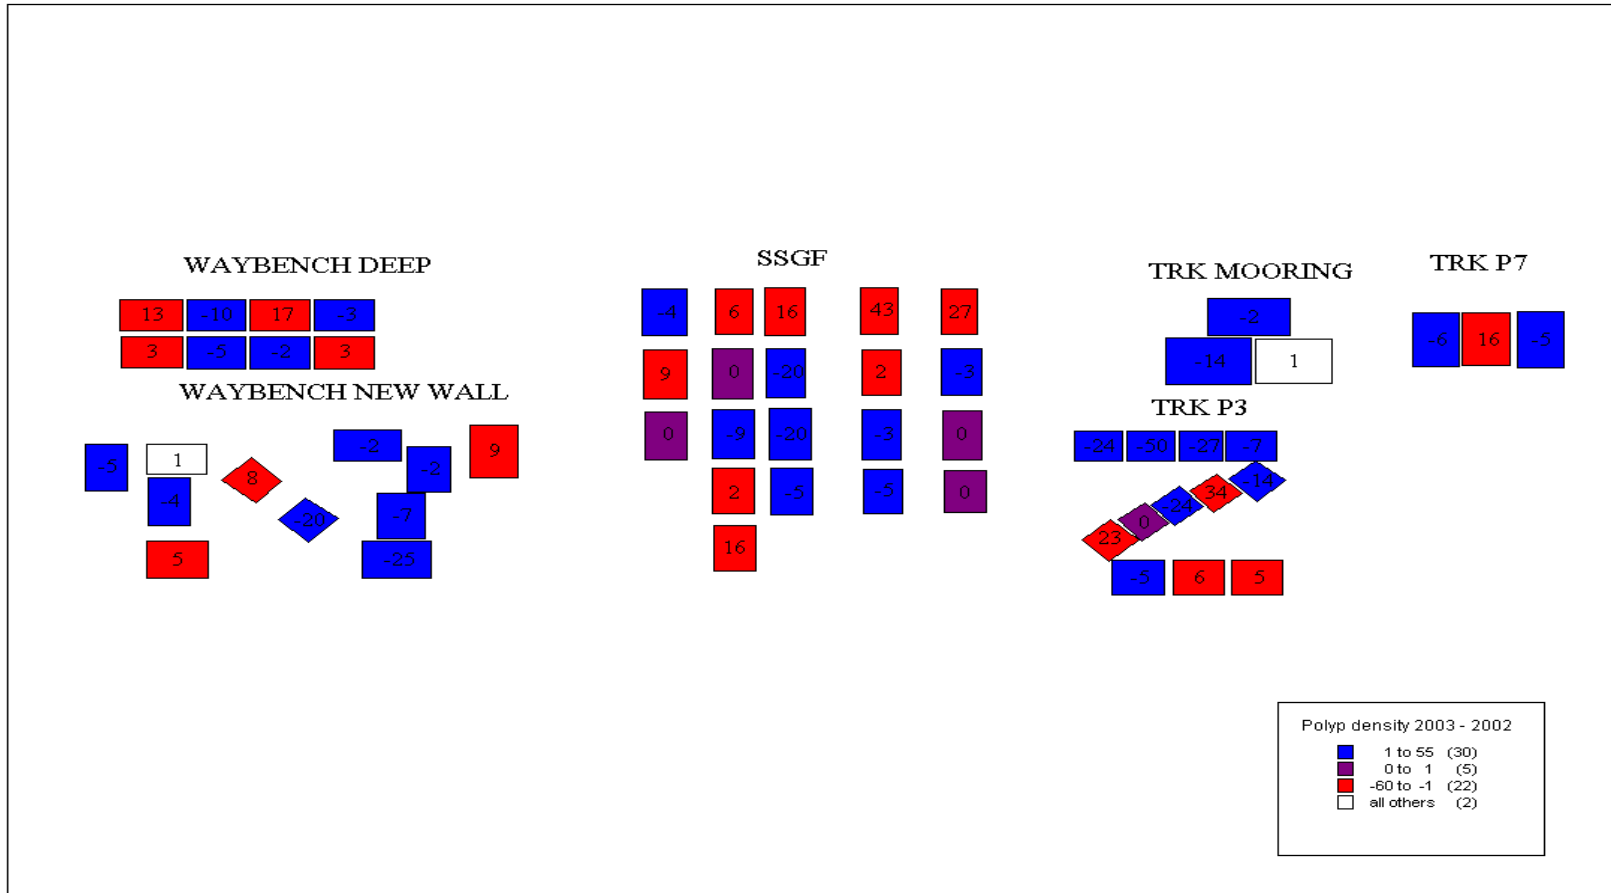 WAYBENCH DEEP
13 -10 17 -3
3 -5 -2 3
WAYBENCH NEW WALL
-5 1 8 -2 -2 9
-4 -20 -7
5 -25
SSGF
-4 6 16 43 27
9 0 -20 2 -3
0 -9 -20 -3 0
2 -5 -5 0
16
TRK MOORING
-2
-14 1
TRK P7
-6 16 -5
TRK P3
-24 -50 -27 -7
23 0 -24 34 -14
-5 6 5
Polyp density 2003 - 2002
1 to 55 (30)
0 to 1 (5)
-60 to -1 (22)
all others (2)